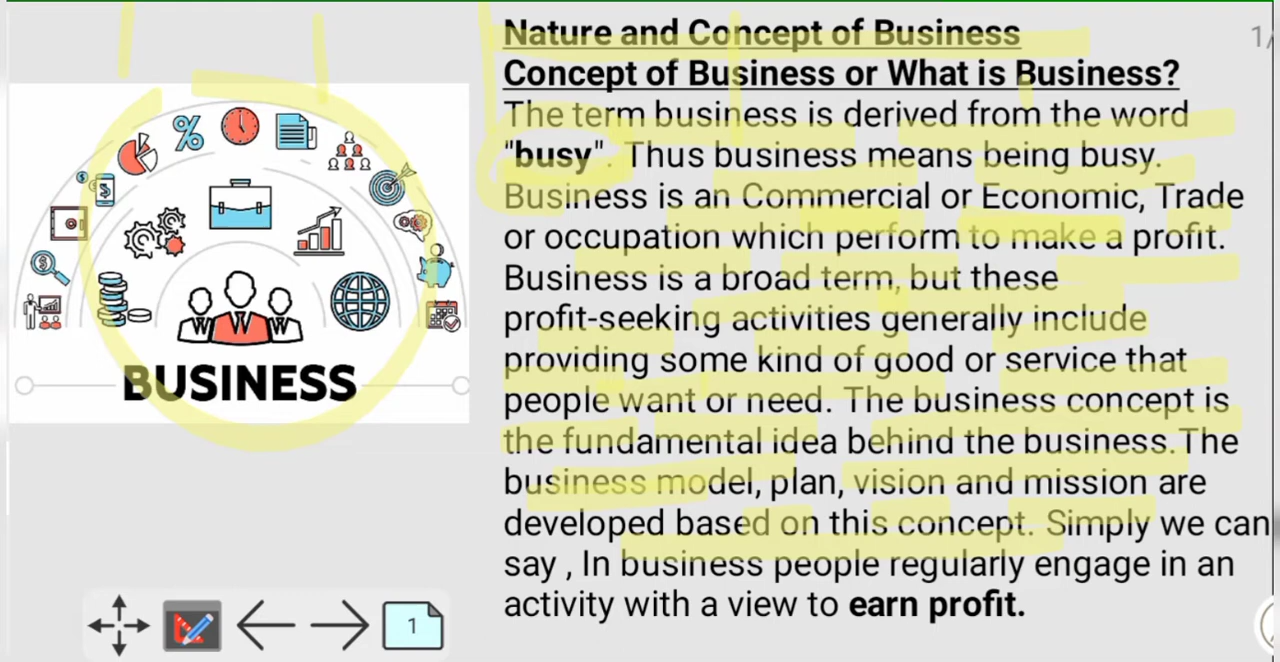 Nature and Concept of Business
Concept of Business or What is Business?
The term business is derived from the word
"busy". Thus business means being busy.
Business is an Commercial or Economic, Trade
or occupation which perform to make a profit.
Business is a broad term, but these
profit-seeking activities generally include
providing some kind of good or service that
people want or need. The business concept is
the fundamental idea behind the business.The
business model, plan, vision and mission are
developed based on this concept. Simply we can
say , In business people regularly engage in an
activity with a view to earn profit.
%
$
$
$
BUSINESS
1
1/